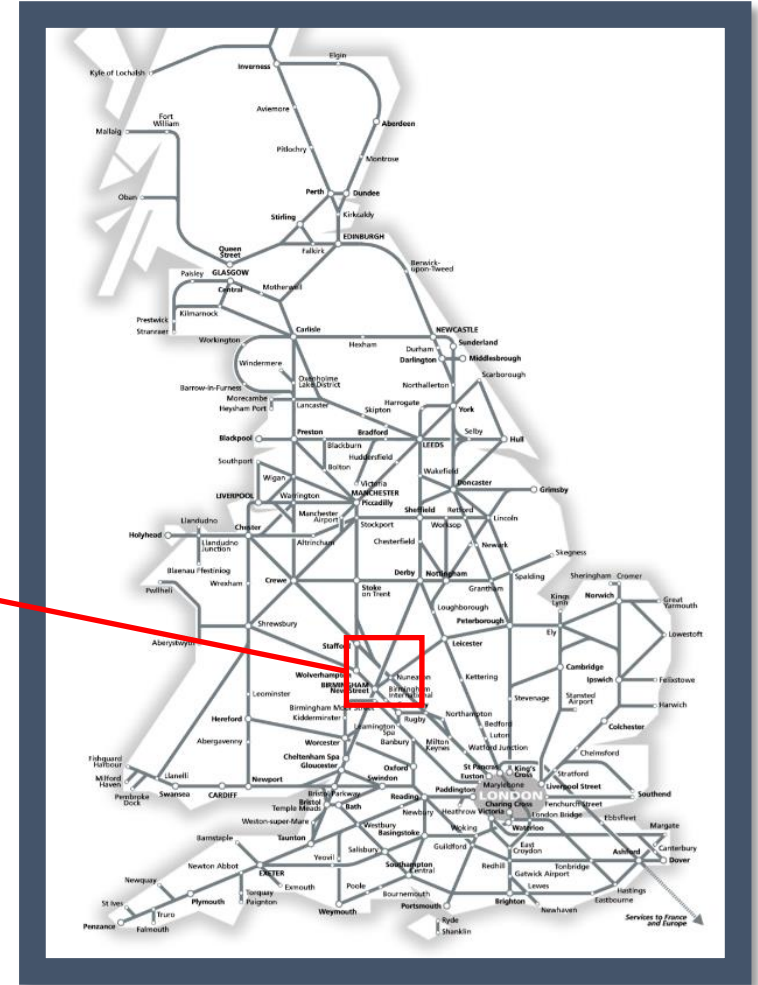 Elgin
Inverness
Kyle of Lochalsh
Aviemore
Fort
William
Mallaig
Aberdeen
Pitlochry
Montrose
Perth
Dundee
Oban
Stirling
Kirkcaldy
EDINBURGH
Queen
Street
Falkirk
Berwick-
upon-Tweed
Paisley
GLASGOW
Central
Motherwell
Prestwick
Kilmarnock
Stranraer
Carlisle
NEWCASTLE
Workington
Hexham
Sunderland
Durham
Darlington
Middlesbrough
Windermere
Scarborough
Oxenholme
Lake District
Barrow-in-Furness
Northallerton
Morecambe
Heysham Port
Lancaster
Harrogate
Skipton
York
Blackpool
Preston
Bradford
LEEDS
Selby
Hull
Blackburn
Huddersfield
Southport
Bolton
Wakefield
Wigan
Victoria
MANCHESTER
Piccadilly
Doncaster
Grimsby
LIVERPOOL
Warrington
Manchester
Airport
Sheffield
Retford
Llandudno
Stockport
Worksop
Lincoln
Holyhead
Chester
Llandudno
Junction
Altrincham
Chesterfield
Newark
Skegness
Blaenau Ffestiniog
Derby
Nottingham
Pwllheli
Wrexham
Crewe
Stoke
on Trent
Grantham
Spalding
Sheringham
Cromer
Kings
Lynn
Norwich
Great
Yarmouth
Loughborough
Shrewsbury
Peterborough
Ely
Lowestoft
Aberystwyth
Stafford
Leicester
Wolverhampton
Nuneaton
Cambridge
BIRMINGHAM
New Street
Birmingham
International
Kettering
Ipswich
Felixstowe
Leominster
Stevenage
Stansted
Airport
Harwich
Birmingham Moor Street
Kidderminster
Rugby
Northampton
Hereford
Leamington
Spa
Bedford
Colchester
Worcester
Banbury
Milton
Keynes
Luton
Abergavenny
Watford Junction
Chelmsford
Cheltenham Spa
Gloucester
Oxford
St Pancras
King's
Cross
Fishguard
Harbour
Euston
Stratford
Milford
Haven
Llanelli
Newport
Swindon
Marylebone
Liverpool Street
Pembroke
Dock
Swansea
CARDIFF
Bristol Parkway
Reading
Paddington
LONDON
Southend
Bristol
Temple Meads
Bath
Charing Cross
Fenchurch Street
Newbury
Heathrow
Victoria
London Bridge
Ebbsfleet
Weston-super-Mare
Westbury
Basingstoke
Woking
Waterloo
Margate
Barnstaple
Taunton
Salisbury
Guildford
East
Croydon
Canterbury
Newton Abbot
Yeovil
Southampton
Central
Redhill
Tonbridge
Ashford
Dover
EXETER
Gatwick Airport
Newquay
Exmouth
Poole
Lewes
Hastings
Torquay
Paignton
Bournemouth
Eastbourne
St Ives
Plymouth
Weymouth
Portsmouth
Brighton
Newhaven
Truro
Penzance
Falmouth
Ryde
Shanklin
Services to France
and Europe